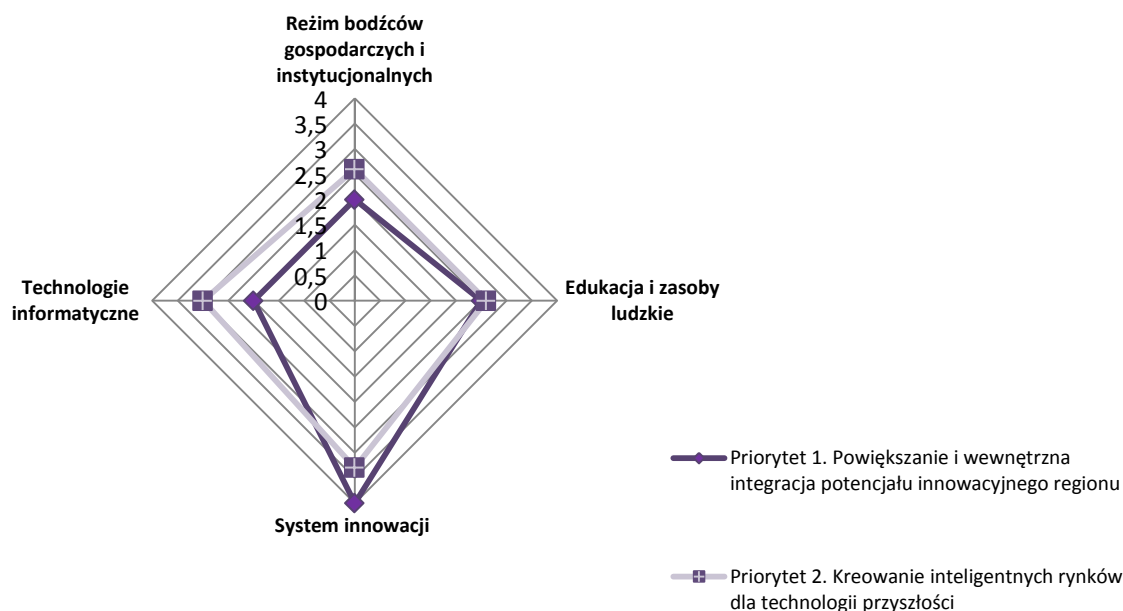 Reżim bodźców
gospodarczych i
instytucjonalnych
4
3,5
3
2,5
2
1,5
1
0,5
0
Technologie
informatyczne
Edukacja i zasoby
ludzkie
System innowacji
Priorytet 1. Powiększanie i wewnętrzna
integracja potencjału innowacyjnego regionu
Priorytet 2. Kreowanie inteligentnych rynków
dla technologii przyszłości